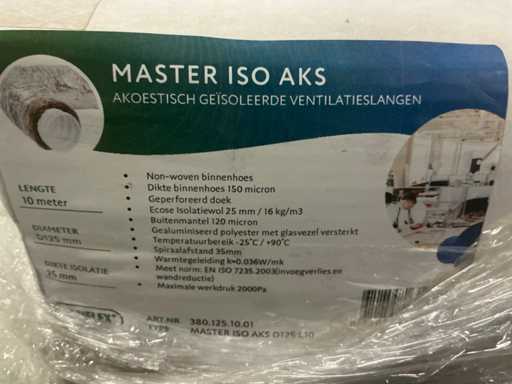 MASTER ISO AKS
AKOESTISCH GEÏSOLEERDE VENTILATIESLANGEN
LENGTE
10 meter
DIAMETER
D125 mm
DIKTE ISOLATIE
25 mm
Non-woven binnenhoes
Dikte binnenhoes 150 micron
Geperforeerd doek
Ecose Isolatiewol 25 mm / 16 kg/m3
Buitenmantel 120 micron
Gealuminiseerd polyester met glasvezel versterkt
Temperatuurbereik -25°C / +90°C
Spiraalafstand 35mm
Warmtegeleiding k=0.036W/mk
Meet norm: EN ISO 7235.2003(invoegverlies en
wandreductie)
Maximale werkdruk 2000Pa
ART.NR. 380.125.10.01
TYPE MASTER ISO AKS D125 L10